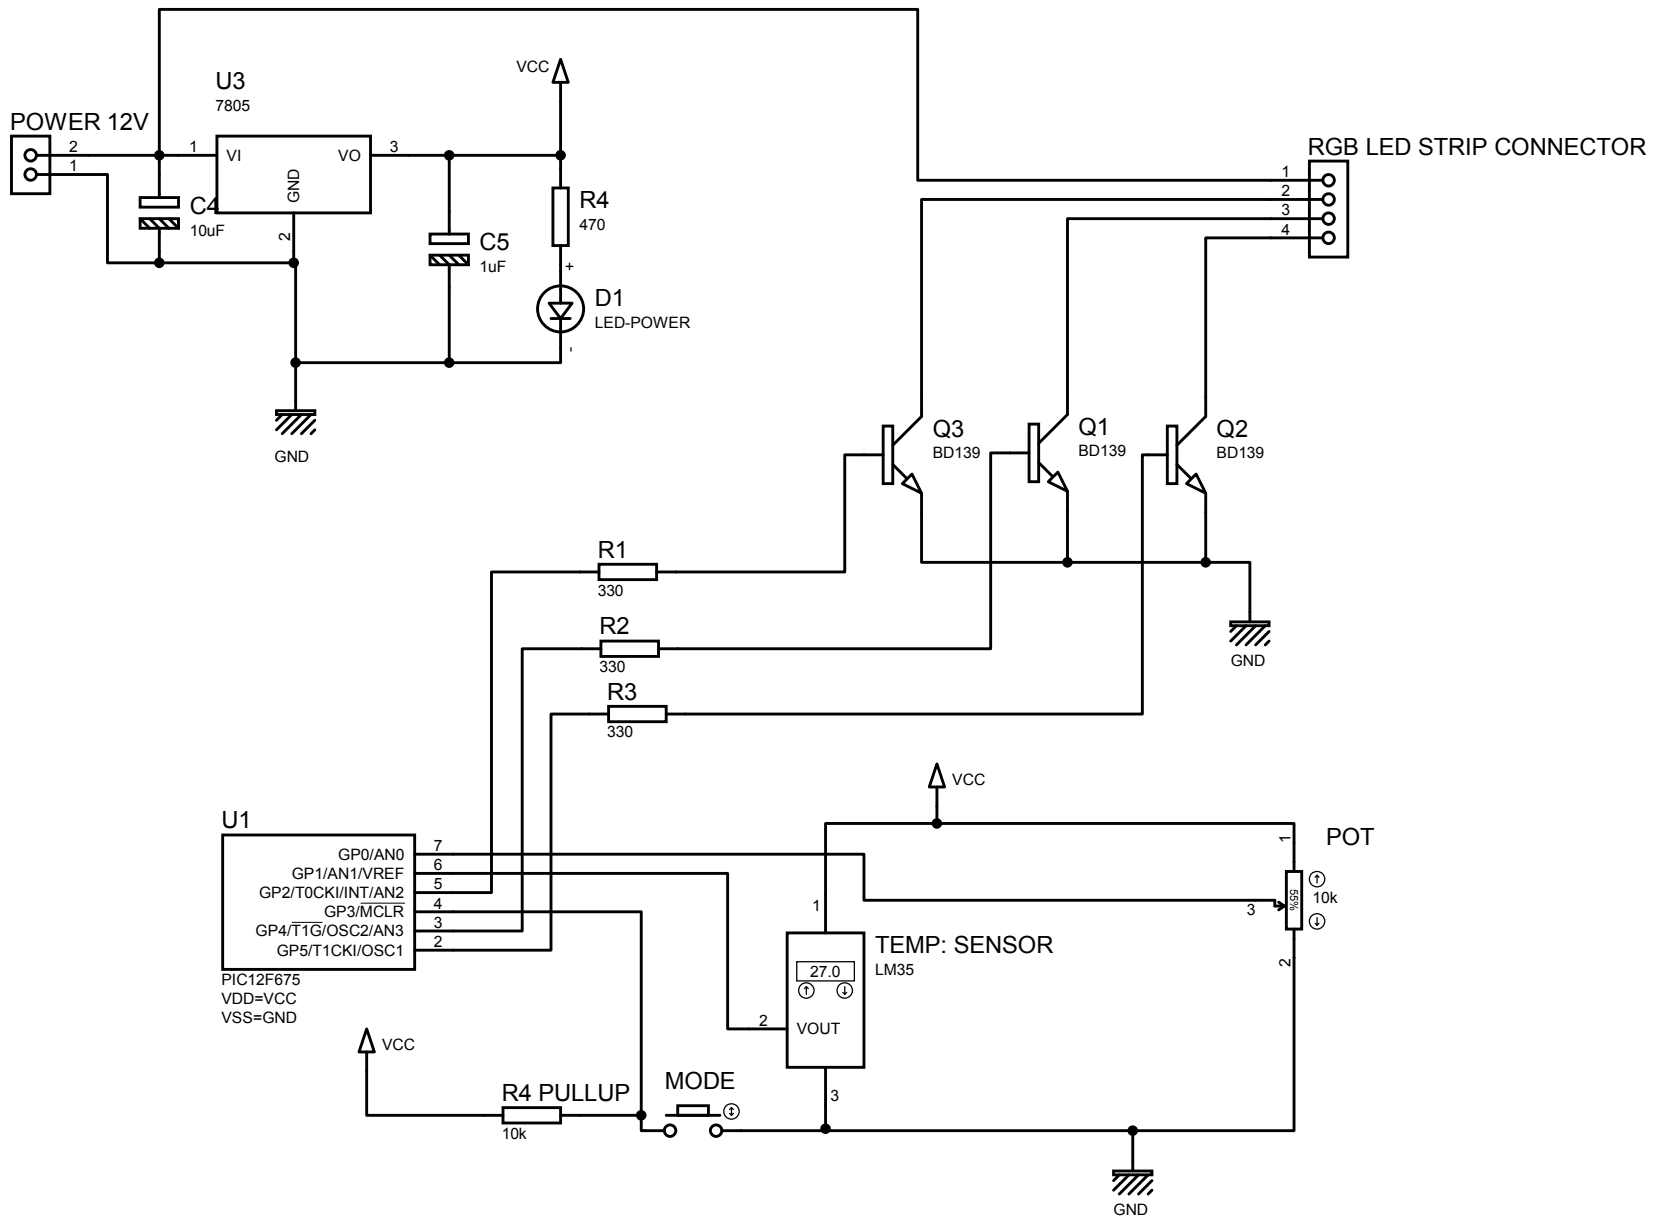 VCC
U3
7805
POWER 12V
2
1
1
VI
VO
3
GND
2
C4
10uF
R4
470
C5
1uF
+
D1
LED-POWER
-
GND
RGB LED STRIP CONNECTOR
1
2
3
4
Q3
BD139
Q1
BD139
Q2
BD139
R1
330
R2
330
R3
330
GND
VCC
U1
GP0/AN0
7
GP1/AN1/VREF
6
GP2/T0CKI/INT/AN2
5
GP3/MCLR
4
GP4/T1G/OSC2/AN3
3
GP5/T1CKI/OSC1
2
PIC12F675
VDD=VCC
VSS=GND
1
POT
55%
10k
3
2
1
TEMP: SENSOR
LM35
27.0
2
VOUT
3
VCC
R4 PULLUP
10k
MODE
GND